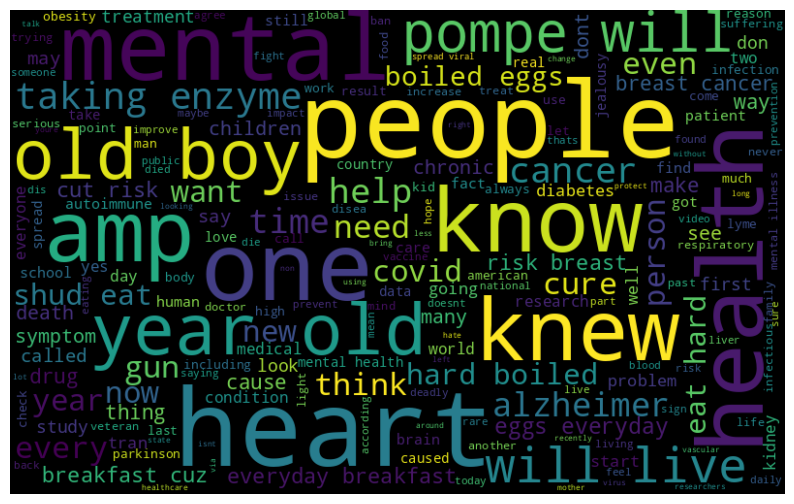 obesity treatment agree global ban reason
trying talk mental food pompe will don suffering
someone may still fight spread viral dont two infection
change
serious taking enzyme result real boiled eggs even jealousy breast cancer come prevention
take work increase treat use way
point maybe impact people let patient never
improve children thats
man right found without
old boy public country cancer find
died chronic
everyone dis cut risk want issue fact diabetes make much
looking help kid always protect long
spread autoimmune say disea hope got video lyme
amp time need know person see mental illness
love die call care less respiratory
school yes vaccine bring health
day body one covid american risk breast well past first
shud eat human going national cure part
death doctor data doesnt research
eating using non prevent mind mean hate
symptom high new many knew
called year old medical world left eat hard liver infectious family
including mental health
gun saying look think hard boiled blood sur
lot drug cause light deadly problem risk
check year now condition live alzheimer
thing according sign life
study veteran last tran brain rare eggs everyday kidney
every state parkinson caused another living start
back isnt heart around will live feel vascular
via recently daily
breakfast cuz everyday breakfast today mother virus researchers
healthcare